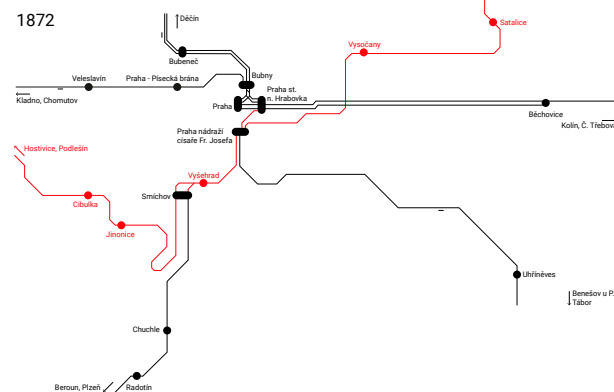 1872
Děčín
Satalice
Vysočany
Bubeneč
Bubny
Veleslavín
Praha - Písecká brána
Praha st.
n. Hrabovka
Kladno, Chomutov
Praha
Běchovice
Kolín, Č. Třebov
Praha nádraží
císaře Fr. Josefa
Hostivice, Podlešín
Vyšehrad
Cibulka
Smíchov
Jinonice
Uhříněves
Benešov u P.
Tábor
Chuchle
Beroun, Plzeň
Radotín